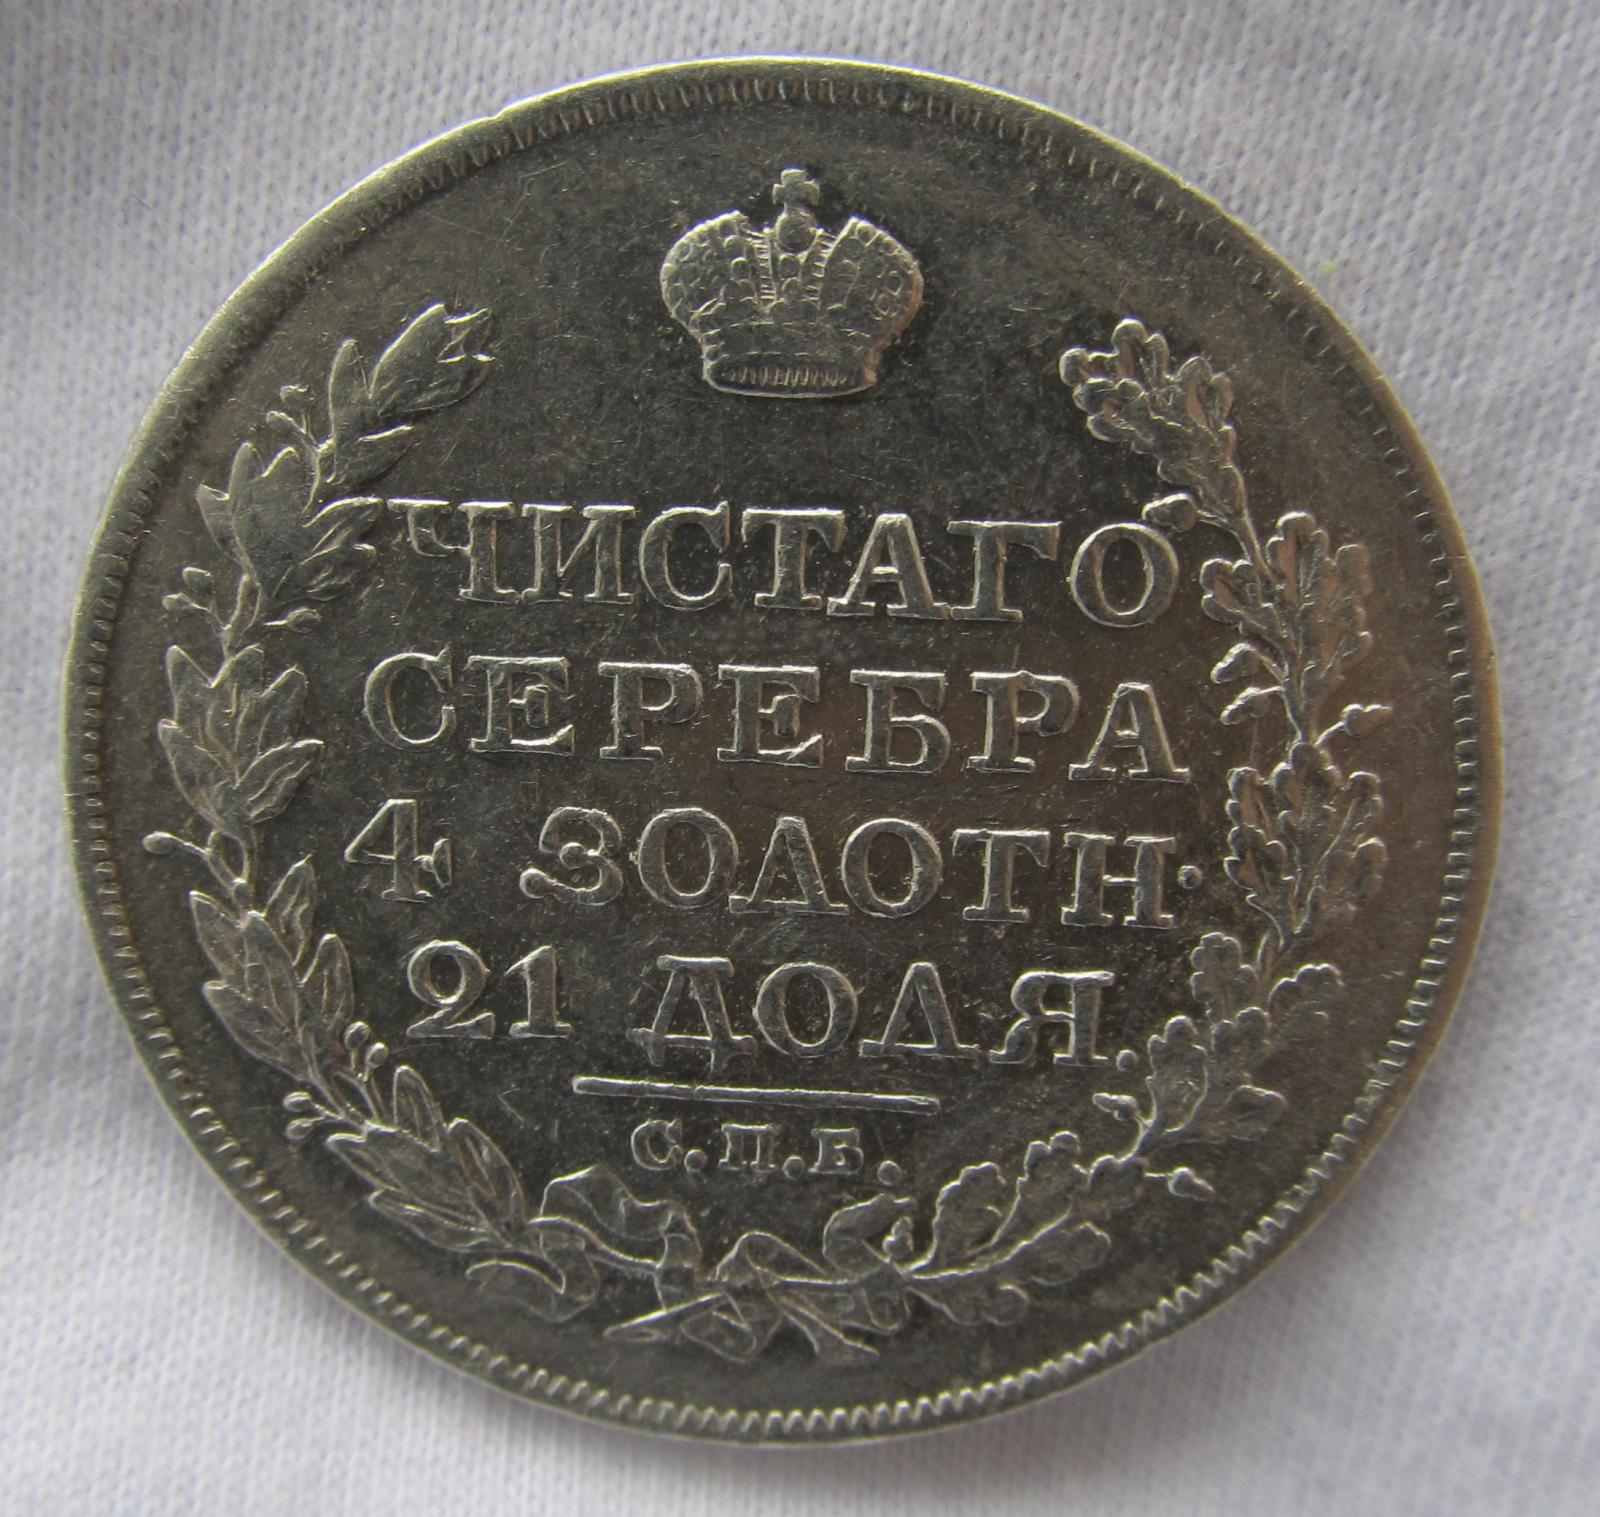 ЧИСТАГО
СЕРЕБРА
4 ЗОЛОТН.
21 ДОЛЯ.
С.П.Б.